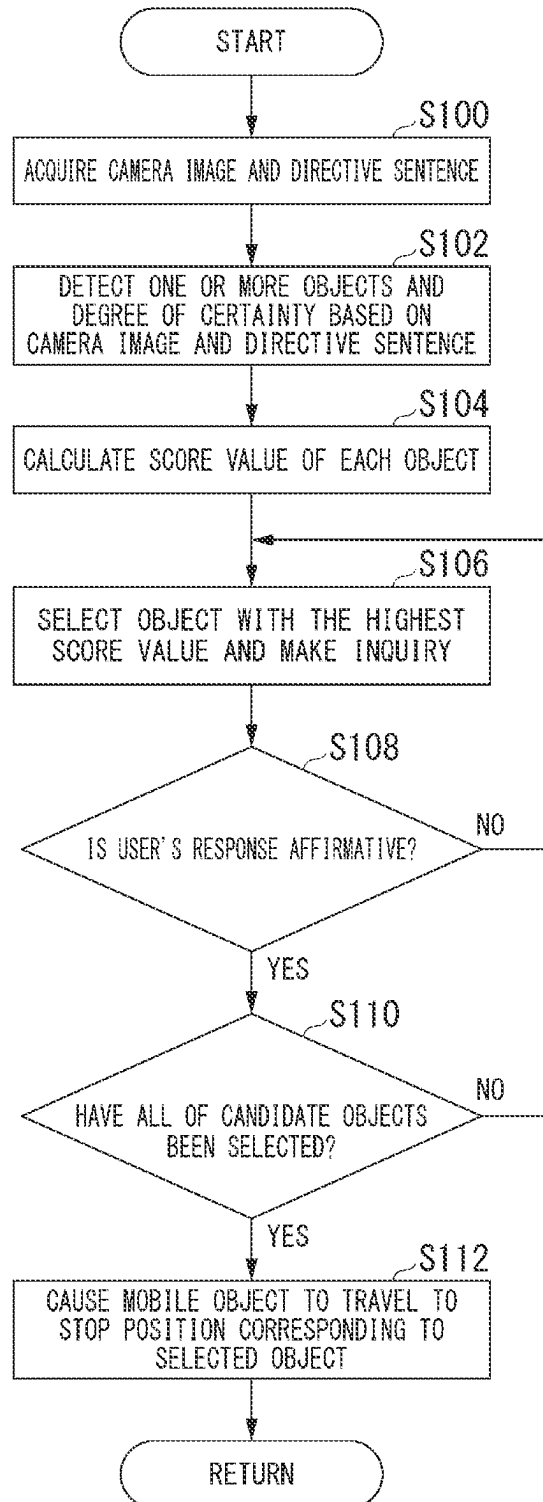 START
S100
ACQUIRE CAMERA IMAGE AND DIRECTIVE SENTENCE
S102
DETECT ONE OR MORE OBJECTS AND
DEGREE OF CERTAINTY BASED ON
CAMERA IMAGE AND DIRECTIVE SENTENCE
S104
CALCULATE SCORE VALUE OF EACH OBJECT
S106
SELECT OBJECT WITH THE HIGHEST
SCORE VALUE AND MAKE INQUIRY
S108
IS USER'S RESPONSE AFFIRMATIVE?
NO
YES
S110
HAVE ALL OF CANDIDATE OBJECTS
BEEN SELECTED?
NO
YES
S112
CAUSE MOBILE OBJECT TO TRAVEL TO
STOP POSITION CORRESPONDING TO
SELECTED OBJECT
RETURN